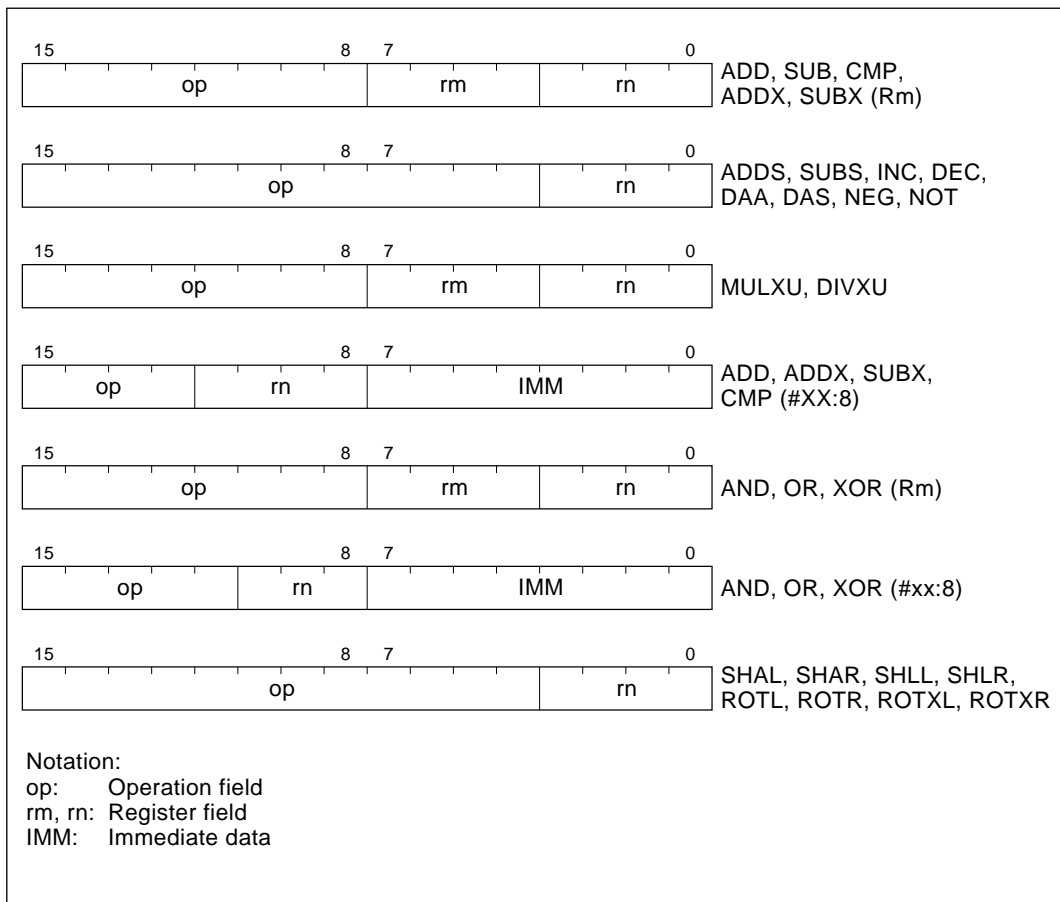 15 8 7 0
op rm rn
ADD, SUB, CMP,
ADDX, SUBX (Rm)
15 8 7 0
op rn
ADDS, SUBS, INC, DEC,
DAA, DAS, NEG, NOT
15 8 7 0
op rm rn
MULXU, DIVXU
15 8 7 0
op rn IMM
ADD, ADDX, SUBX,
CMP (#XX:8)
15 8 7 0
op rm rn
AND, OR, XOR (Rm)
15 8 7 0
op rn IMM
AND, OR, XOR (#xx:8)
15 8 7 0
op rn
SHAL, SHAR, SHLL, SHLR,
ROTL, ROTR, ROTXL, ROTXR
Notation:
op: Operation field
rm, rn: Register field
IMM: Immediate data